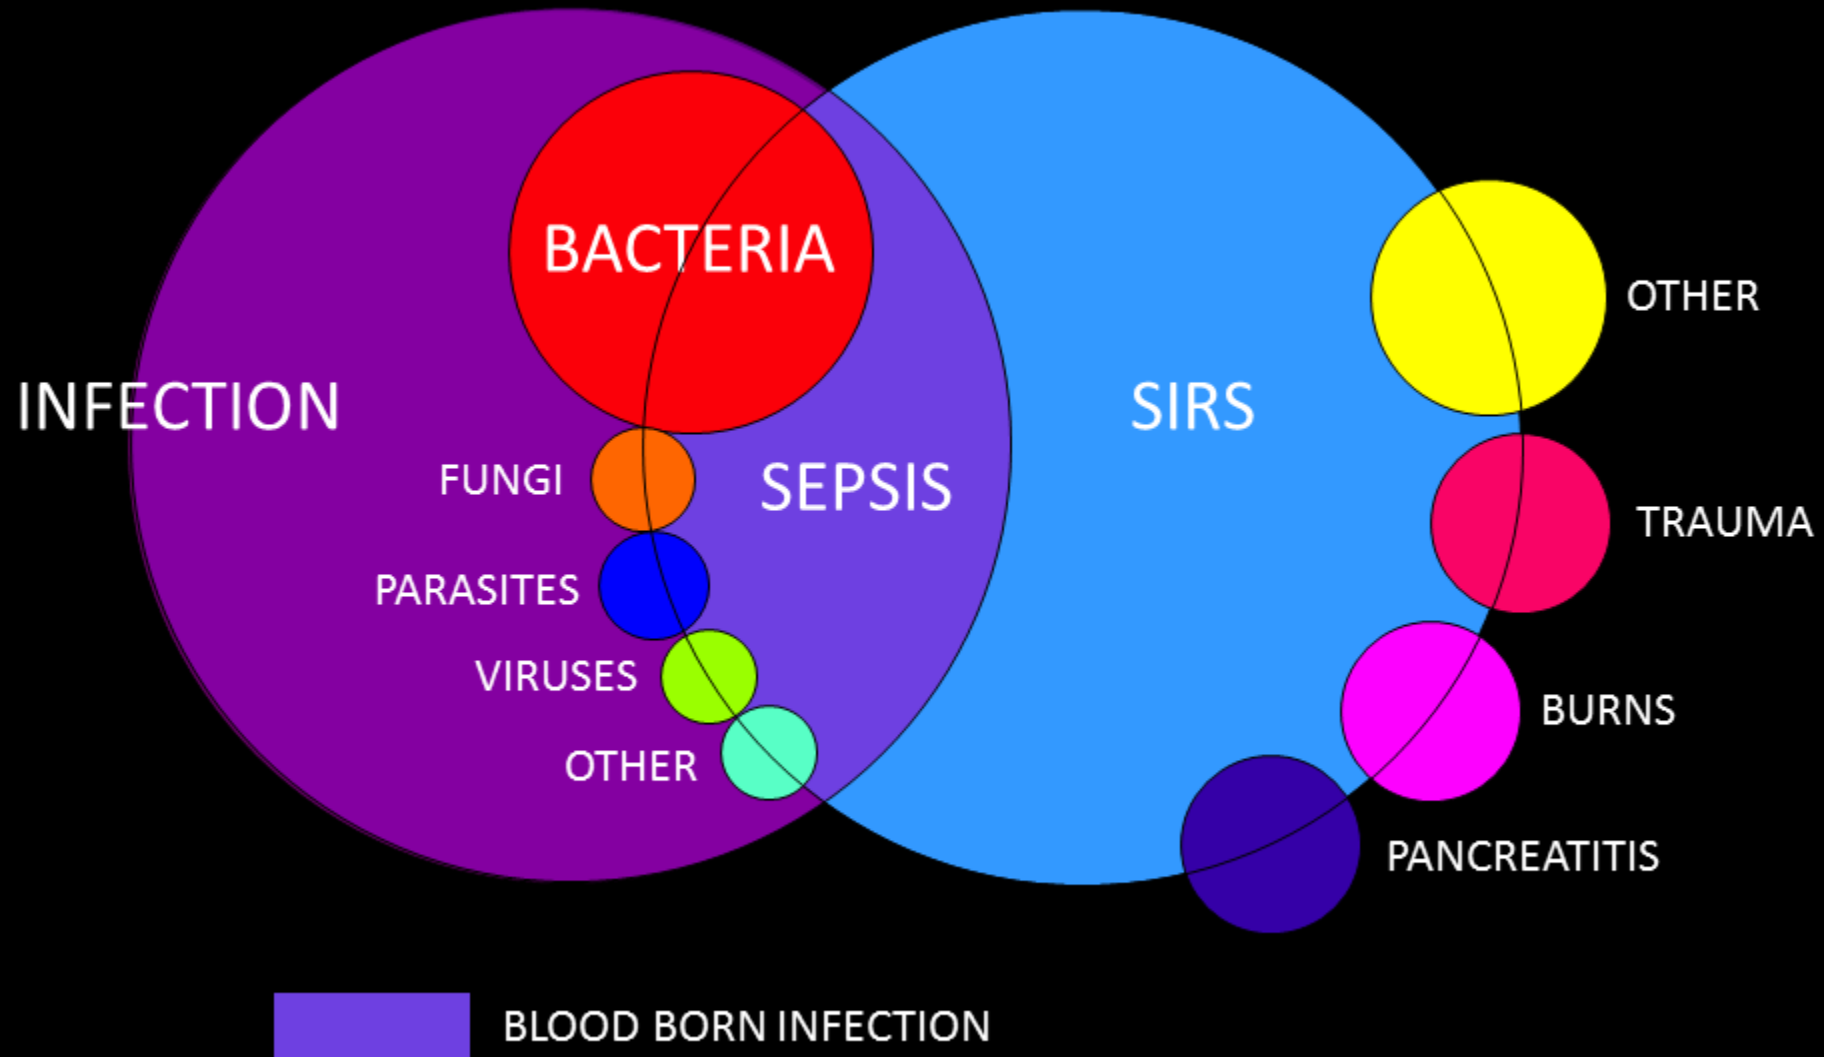 BACTERIA
OTHER
INFECTION
SIRS
FUNGI
SEPSIS
TRAUMA
PARASITES
VIRUSES
BURNS
OTHER
PANCREATITIS
BLOOD BORN INFECTION